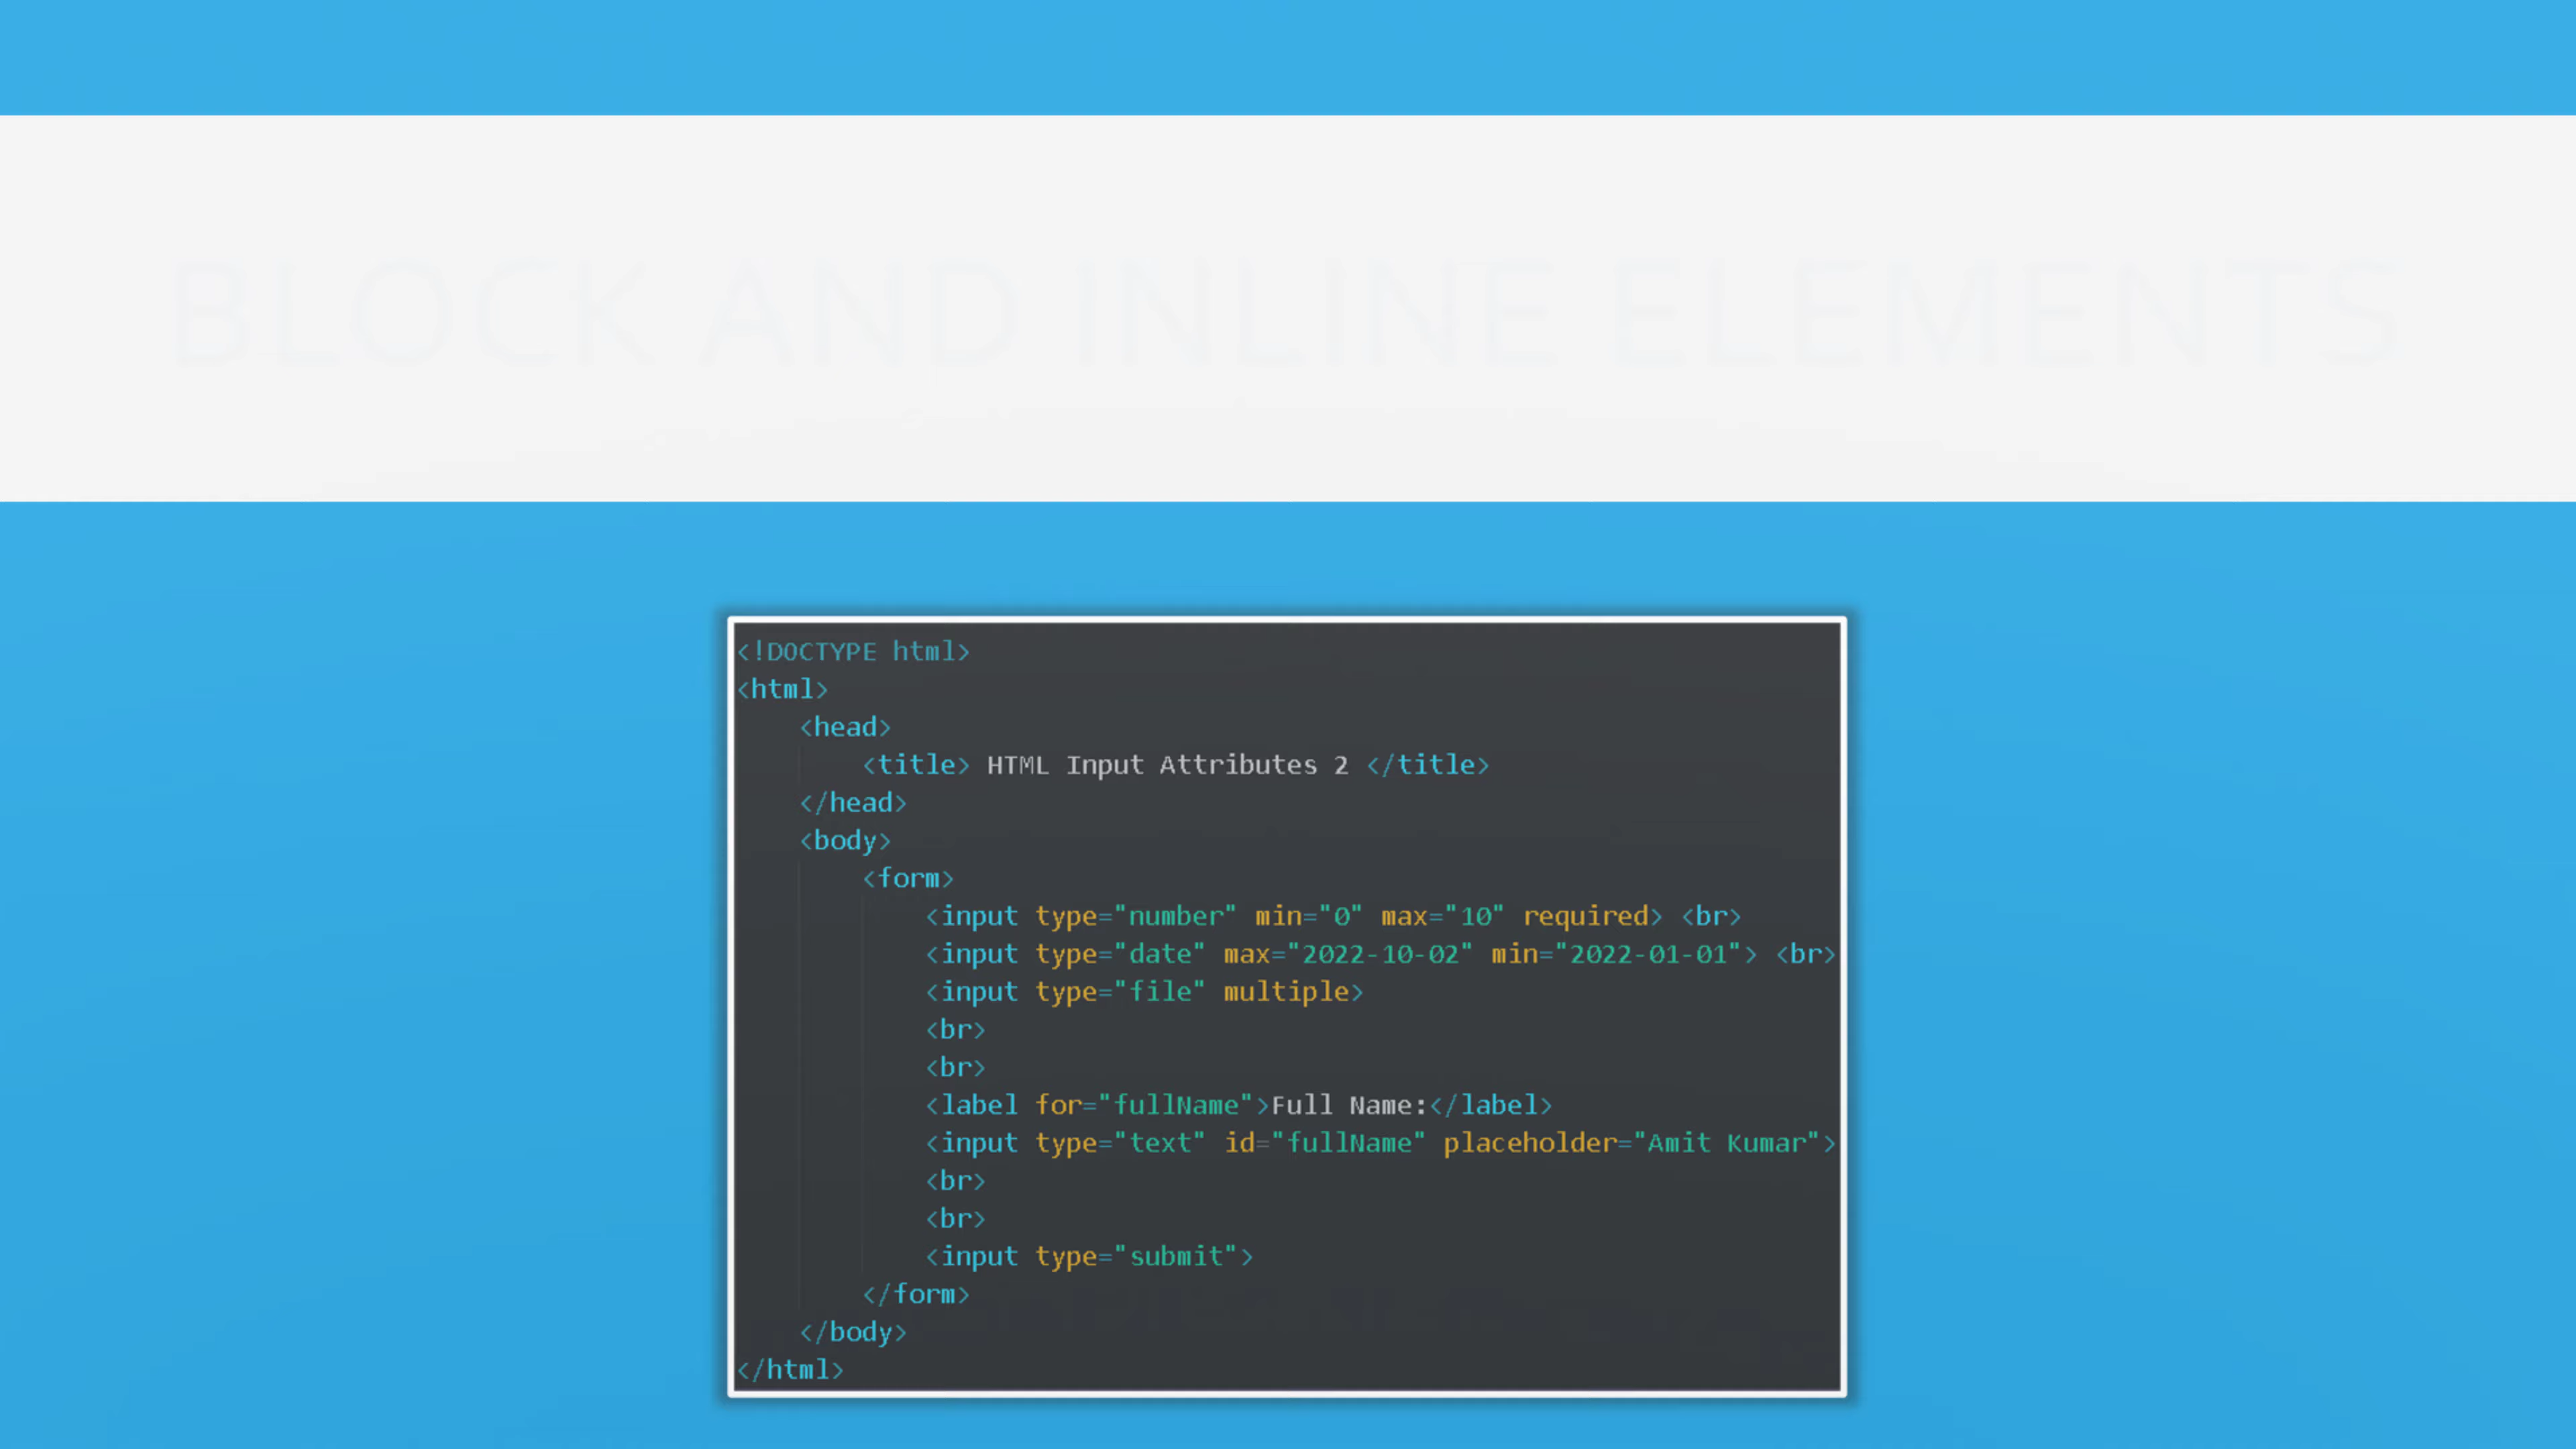 BLOCK AND INLINE ELEMENTS
<!DOCTYPE html>
<html>
    <head>
        <title> HTML Input Attributes 2 </title>
    </head>
    <body>
        <form>
            <input type="number" min="0" max="10" required> <br>
            <input type="date" max="2022-10-02" min="2022-01-01"> <br>
            <input type="file" multiple>
            <br>
            <br>
            <label for="fullName">Full Name:</label>
            <input type="text" id="fullName" placeholder="Amit Kumar">
            <br>
            <br>
            <input type="submit">
        </form>
    </body>
</html>